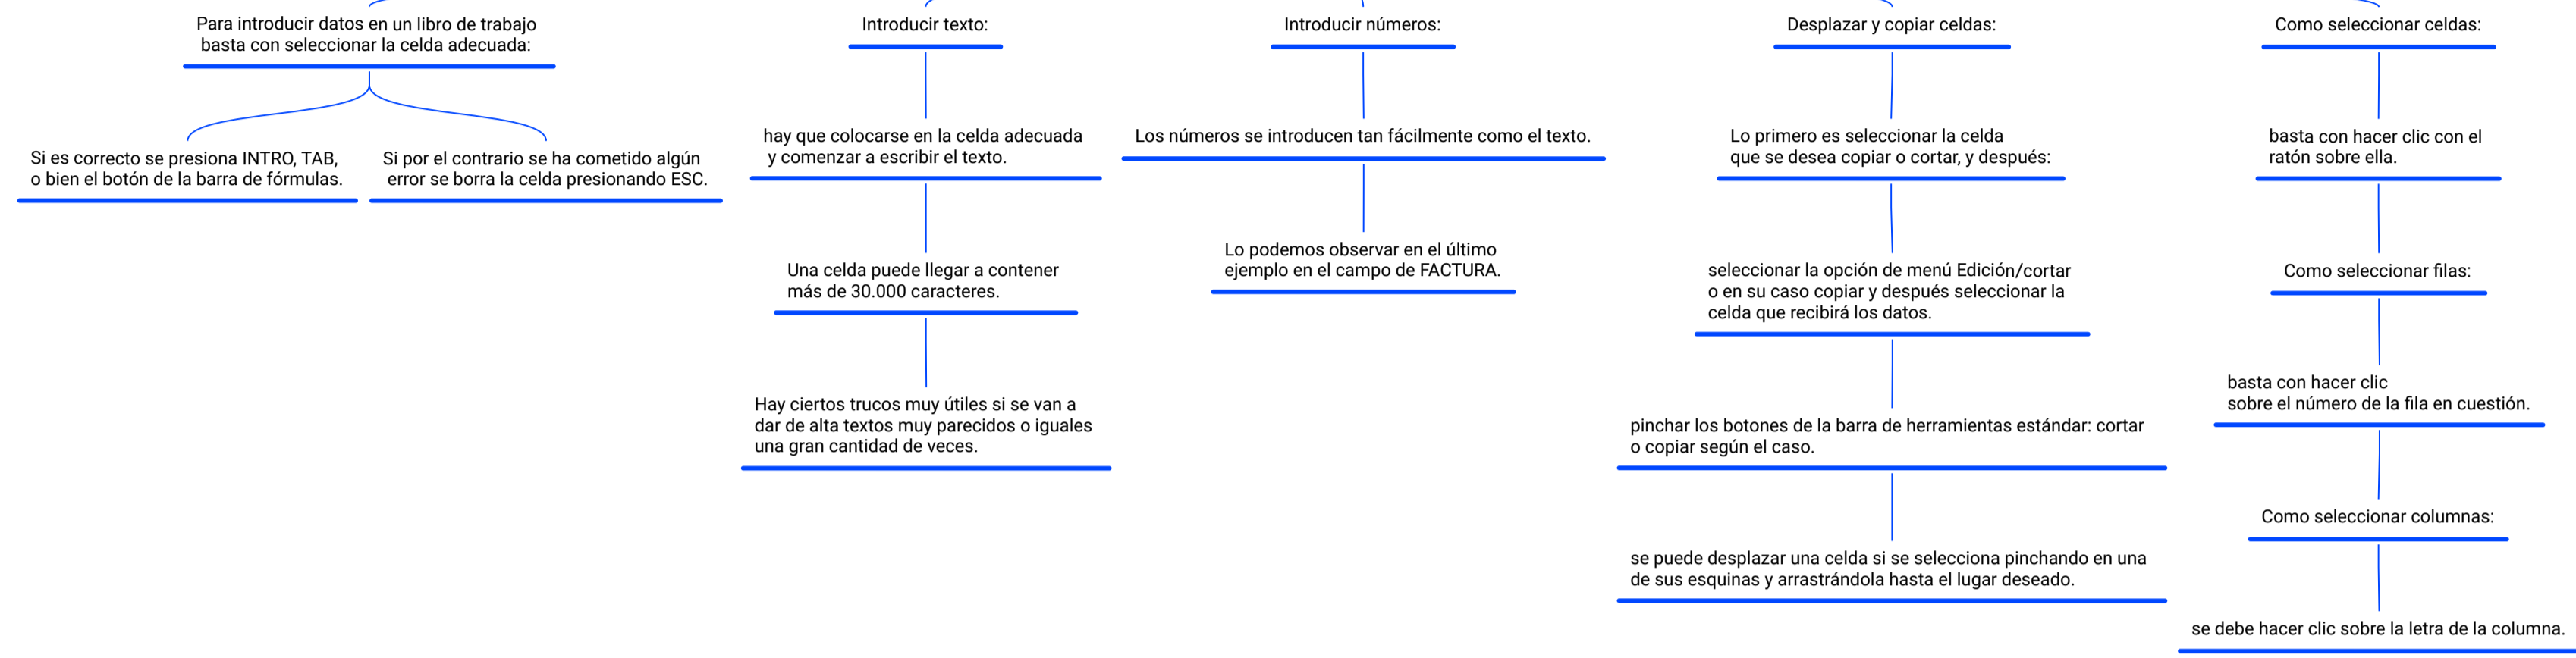 Para introducir datos en un libro de trabajo
basta con seleccionar la celda adecuada:
Si es correcto se presiona INTRO, TAB,
o bien el botón de la barra de fórmulas.
Si por el contrario se ha cometido algún
error se borra la celda presionando ESC.
Introducir texto:
hay que colocarse en la celda adecuada
y comenzar a escribir el texto.
Una celda puede llegar a contener
más de 30.000 caracteres.
Hay ciertos trucos muy útiles si se van a
dar de alta textos muy parecidos o iguales
una gran cantidad de veces.
Introducir números:
Los números se introducen tan fácilmente como el texto.
Lo podemos observar en el último
ejemplo en el campo de FACTURA.
Desplazar y copiar celdas:
Lo primero es seleccionar la celda
que se desea copiar o cortar, y después:
seleccionar la opción de menú Edición/cortar
o en su caso copiar y después seleccionar la
celda que recibirá los datos.
pinchar los botones de la barra de herramientas estándar: cortar
o copiar según el caso.
se puede desplazar una celda si se selecciona pinchando en una
de sus esquinas y arrastrándola hasta el lugar deseado.
Como seleccionar celdas:
basta con hacer clic con el
ratón sobre ella.
Como seleccionar filas:
basta con hacer clic
sobre el número de la fila en cuestión.
Como seleccionar columnas:
se debe hacer clic sobre la letra de la columna.